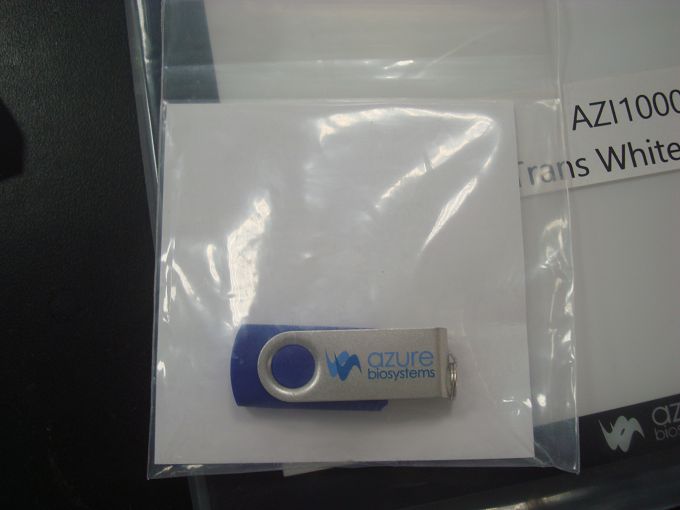 AZI1000
Trans White
azure
biosystems